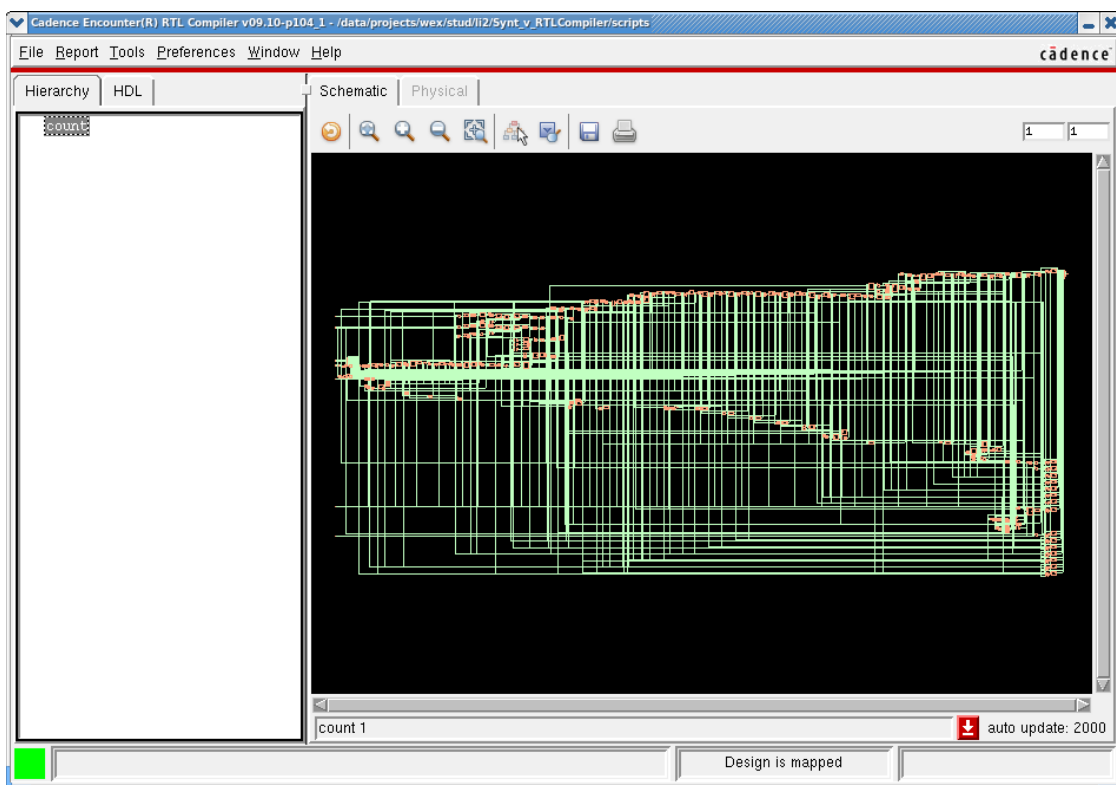 Cadence Encounter(R) RTL Compiler v09.10-p104_1 - /data/projects/wex/stud/li2/Synt_v_RTLCompiler/scripts
File Report Tools Preferences Window Help
cādence
Hierarchy HDL
Schematic Physical
count
1 1
count 1
auto update: 2000
Design is mapped